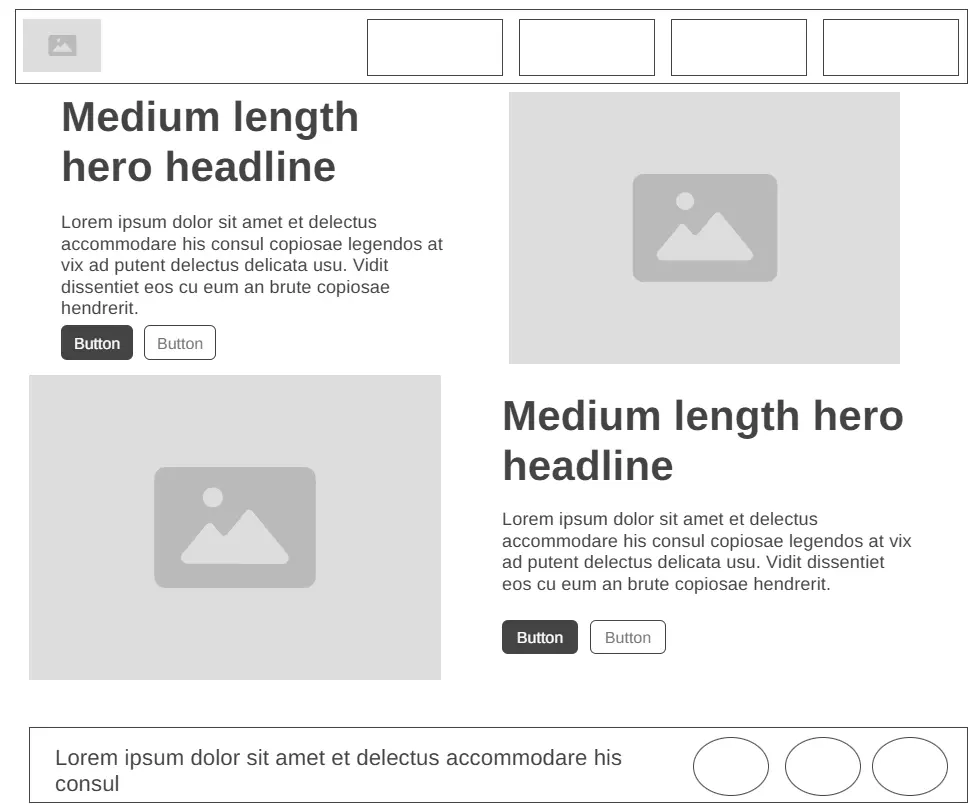 Medium length
hero headline
Lorem ipsum dolor sit amet et delectus
accommodare his consul copiosae legendos at
vix ad putent delectus delicata usu. Vidit
dissentiet eos cu eum an brute copiosae
hendrerit.
Button Button
Medium length hero
headline
Lorem ipsum dolor sit amet et delectus
accommodare his consul copiosae legendos at vix
ad putent delectus delicata usu. Vidit dissentiet
eos cu eum an brute copiosae hendrerit.
Button Button
Lorem ipsum dolor sit amet et delectus accommodare his
consul